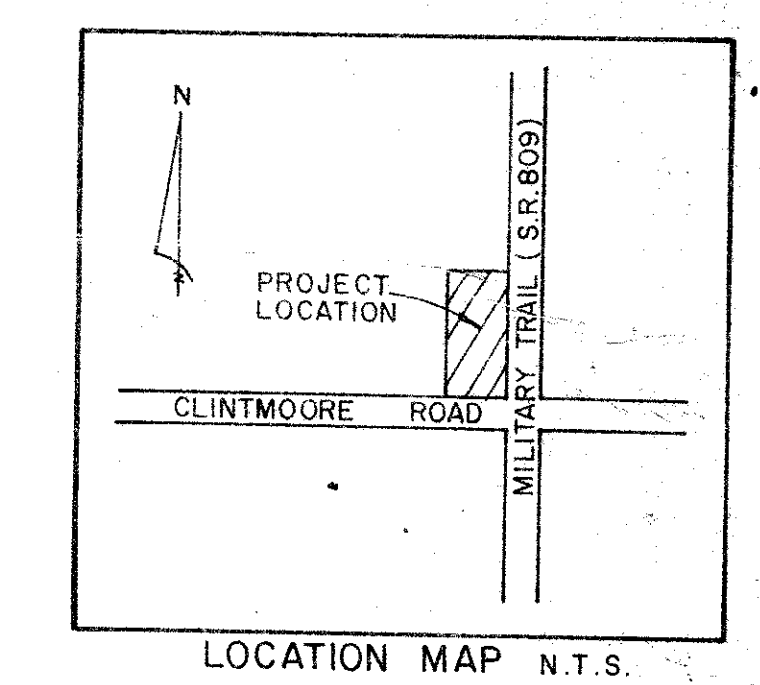 N
MILITARY TRAIL (S.R. 809)
PROJECT
LOCATION
CLINTMOORE ROAD
LOCATION MAP N.T.S.